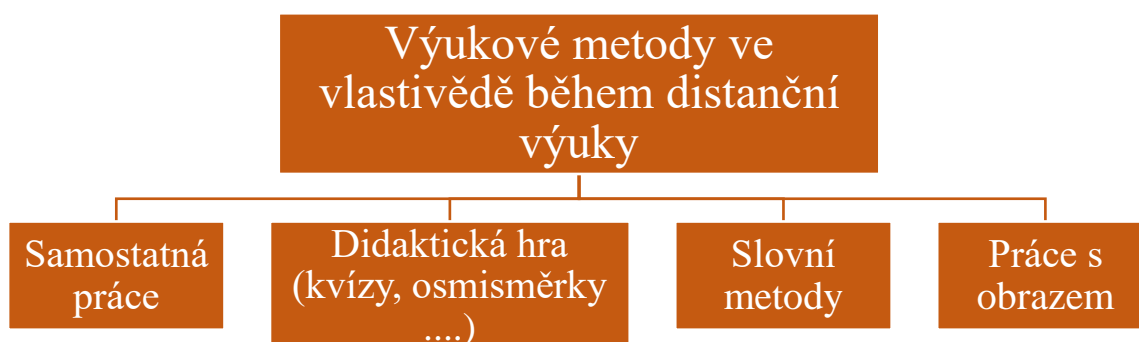 Výukové metody ve
vlastivědě během distanční
výuky
Samostatná
práce
Didaktická hra
(kvízy, osmisměrky
....)
Slovní
metody
Práce s
obrazem